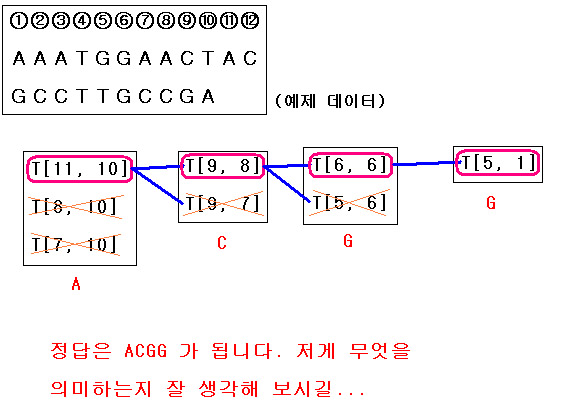 ①②③④⑤⑥⑦⑧⑨⑩⑪⑫
A A A T G G A A C T A C
G C C T T G C C G A
(예제 데이터)
T[11, 10] T[9, 8] T[6, 6] T[5, 1]
T[8, 10] T[9, 7] T[5, 6]
T[7, 10]
A C G G
정답은 ACGG 가 됩니다. 저게 무엇을
의미하는지 잘 생각해 보시길...